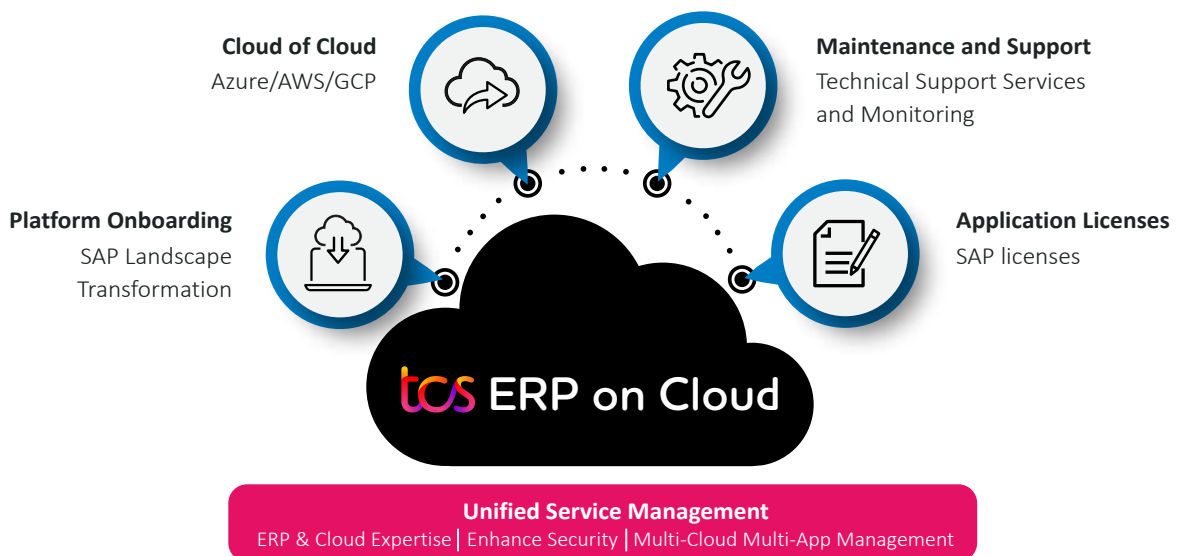 Cloud of Cloud
Azure/AWS/GCP
Maintenance and Support
Technical Support Services
and Monitoring
Platform Onboarding
SAP Landscape
Transformation
Application Licenses
SAP licenses
tcs ERP on Cloud
Unified Service Management
ERP & Cloud Expertise | Enhance Security | Multi-Cloud Multi-App Management